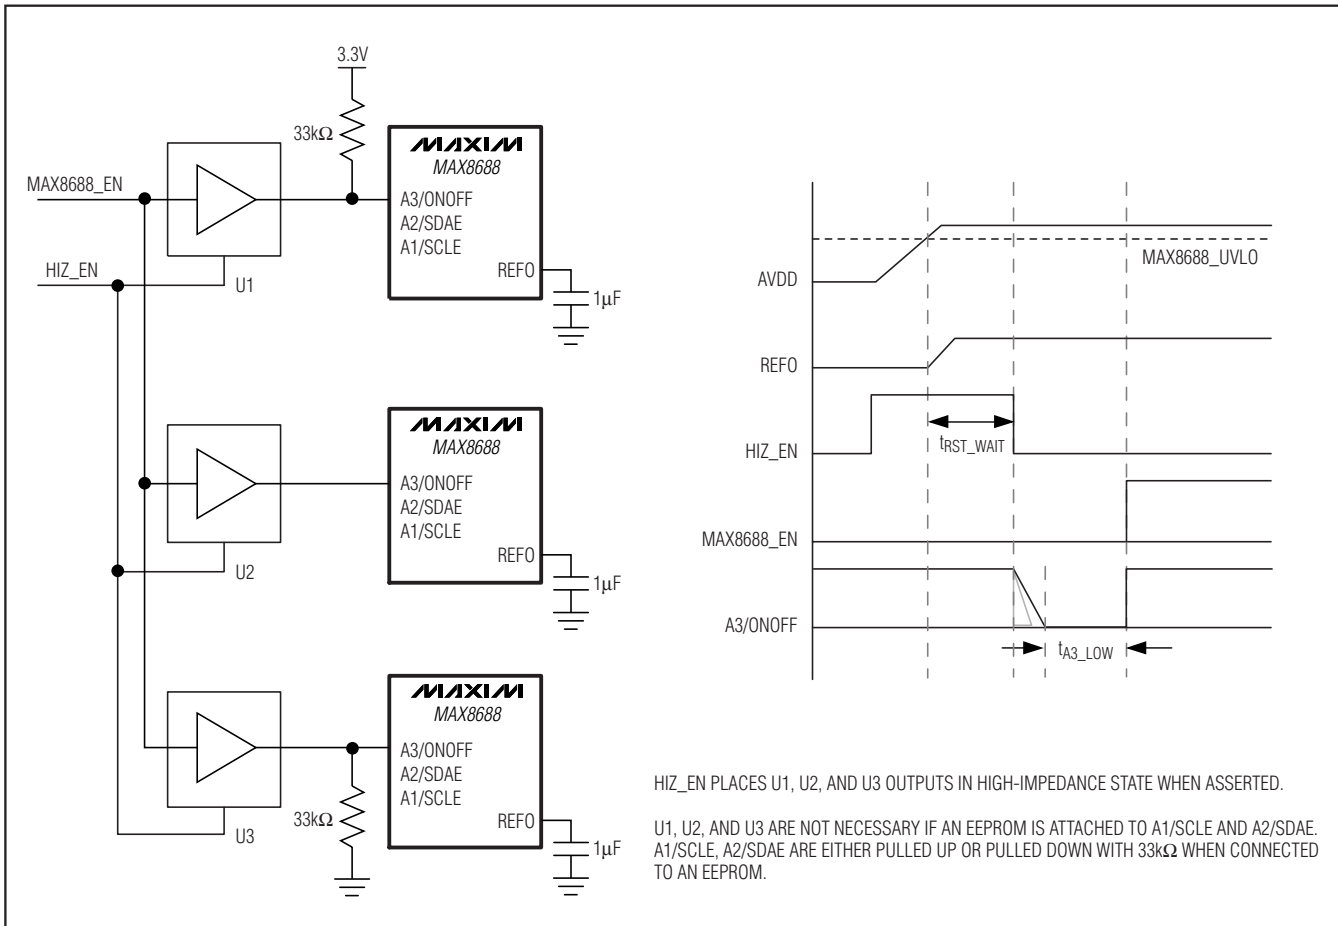 3.3V
33kΩ
MAXIM
MAX8688
MAX8688_EN
A3/ONOFF
A2/SDAE
A1/SCLE
HIZ_EN
REFO
U1
1µF
MAXIM
MAX8688
A3/ONOFF
A2/SDAE
A1/SCLE
REFO
U2
1µF
MAXIM
MAX8688
A3/ONOFF
A2/SDAE
A1/SCLE
33kΩ
REFO
U3
1µF
MAX8688_UVLO
AVDD
REFO
tRST_WAIT
HIZ_EN
MAX8688_EN
A3/ONOFF
tA3_LOW
HIZ_EN PLACES U1, U2, AND U3 OUTPUTS IN HIGH-IMPEDANCE STATE WHEN ASSERTED.
U1, U2, AND U3 ARE NOT NECESSARY IF AN EEPROM IS ATTACHED TO A1/SCLE AND A2/SDAE.
A1/SCLE, A2/SDAE ARE EITHER PULLED UP OR PULLED DOWN WITH 33kΩ WHEN CONNECTED
TO AN EEPROM.